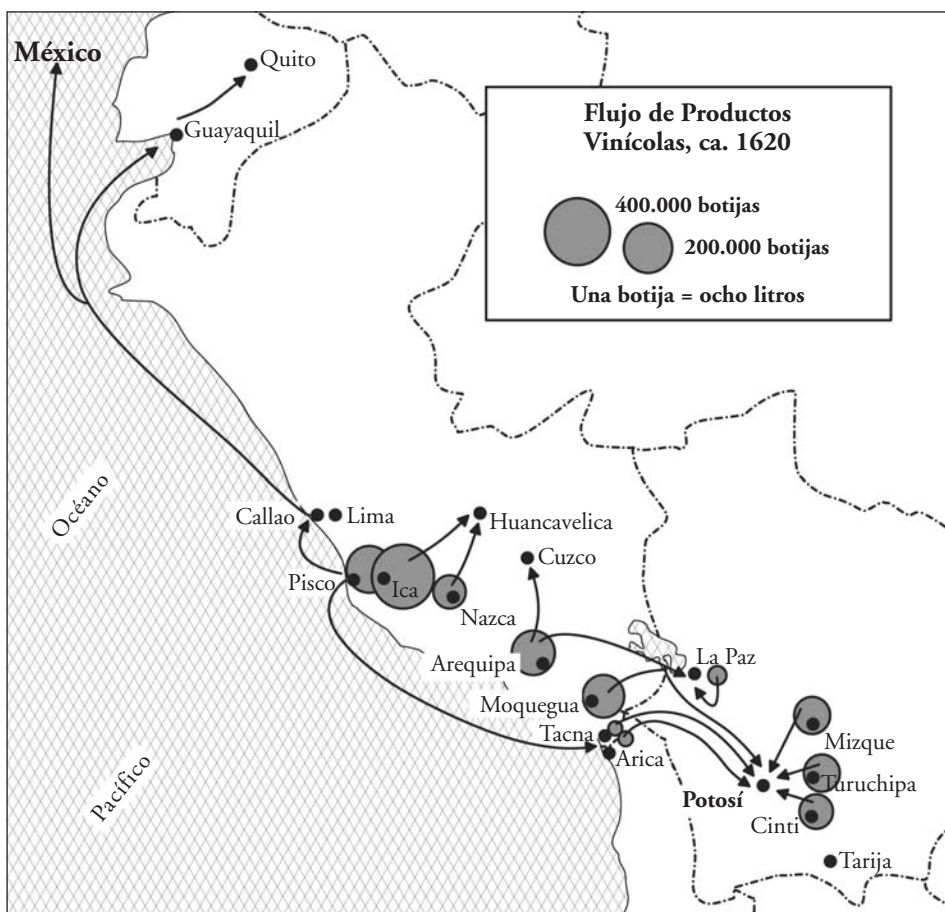 México
Quito
Guayaquil
Flujo de Productos
Vinícolas, ca. 1620
400.000 botijas
200.000 botijas
Una botija = ocho litros
Océano
Pacífico
Callao
Lima
Huancavelica
Pisco
Ica
Cuzco
Nazca
Arequipa
La Paz
Moquegua
Tacna
Arica
Mizque
Potosí
Turuchipa
Cinti
Tarija